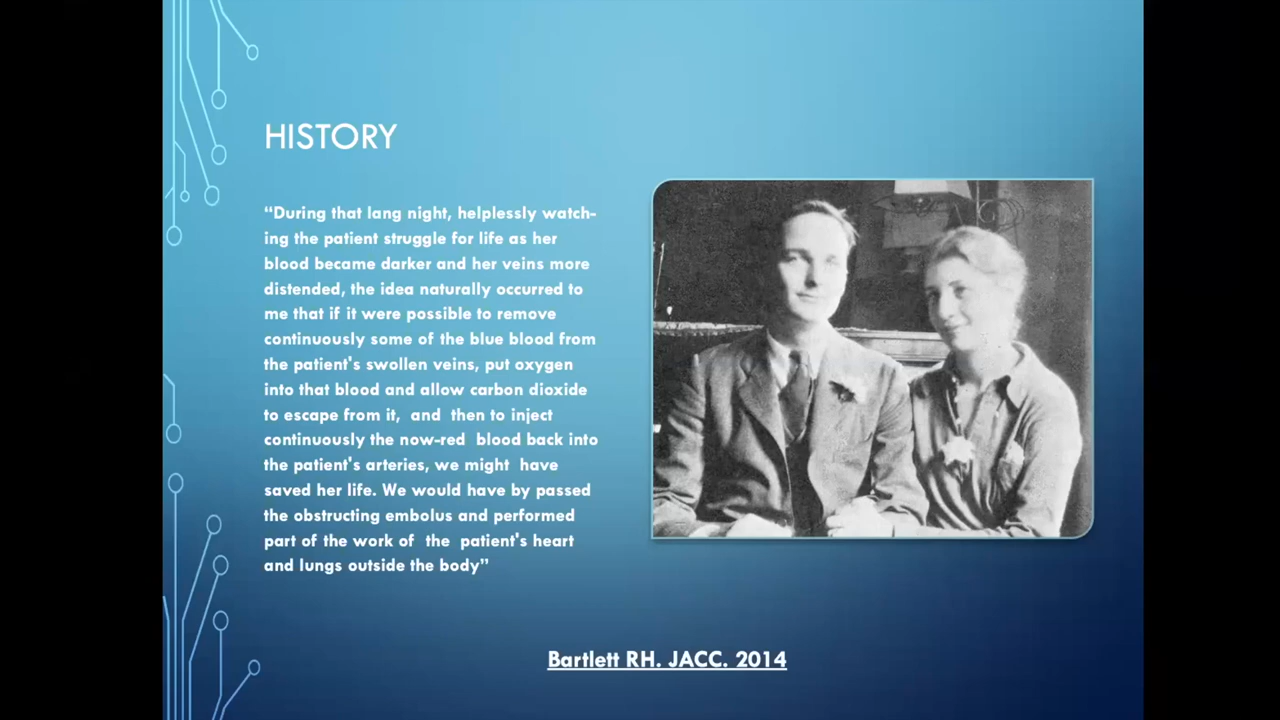 HISTORY
“During that lang night, helplessly watch-
ing the patient struggle for life as her
blood became darker and her veins more
distended, the idea naturally occurred to
me that if it were possible to remove
continuously some of the blue blood from
the patient's swollen veins, put oxygen
into that blood and allow carbon dioxide
to escape from it, and then to inject
continuously the now-red blood back into
the patient's arteries, we might have
saved her life. We would have by passed
the obstructing embolus and performed
part of the work of the patient's heart
and lungs outside the body”
Bartlett RH. JACC. 2014